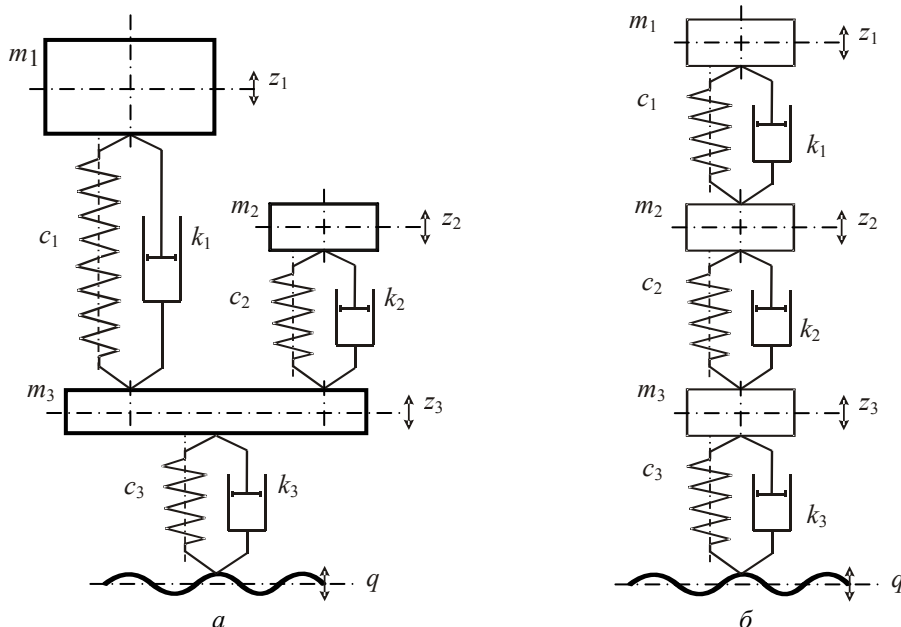 m₁
z₁
c₁
k₁
m₂
z₂
c₂
k₂
m₃
z₃
c₃
k₃
q
а
m₁
z₁
c₁
k₁
m₂
z₂
c₂
k₂
m₃
z₃
c₃
k₃
q
б